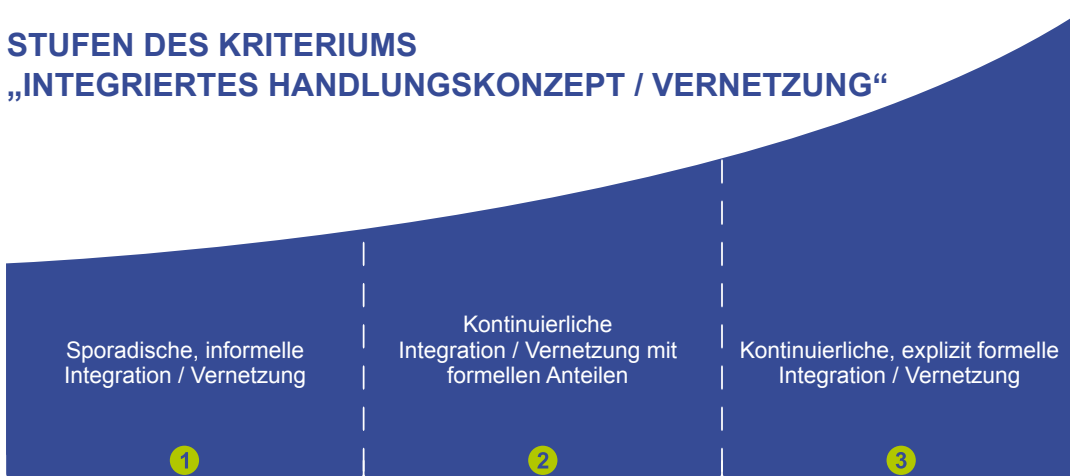 STUFEN DES KRITERIUMS
„INTEGRIERTES HANDLUNGSKONZEPT / VERNETZUNG“
Sporadische, informelle
Integration / Vernetzung
1
Kontinuierliche
Integration / Vernetzung mit
formellen Anteilen
2
Kontinuierliche, explizit formelle
Integration / Vernetzung
3